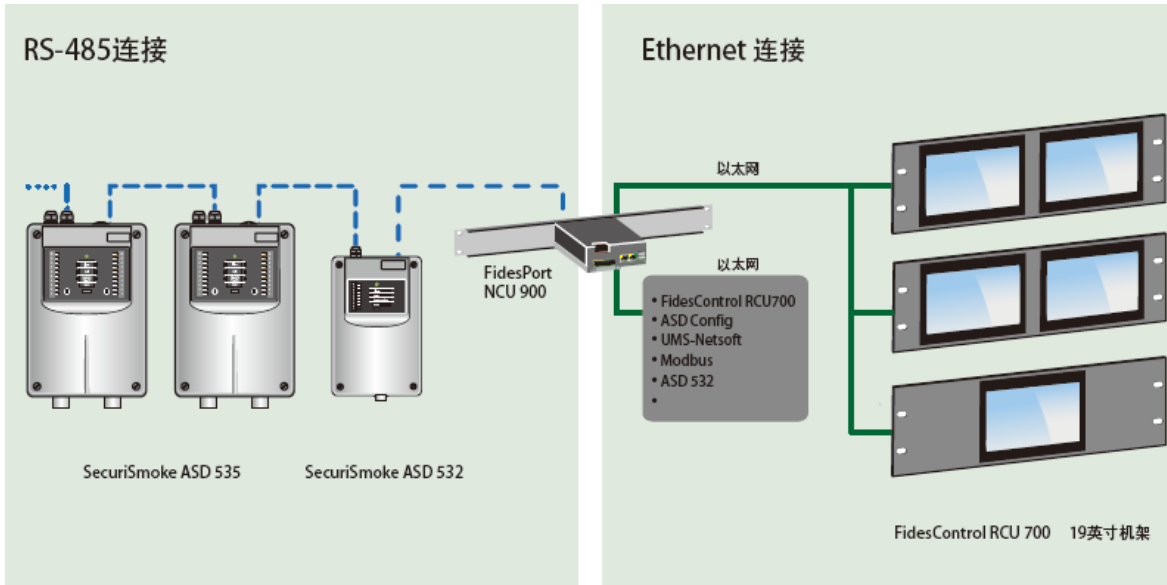 RS-485连接
Ethernet 连接
以太网
FidesPort
NCU 900
以太网
• FidesControl RCU700
• ASD Config
• UMS-Netsoft
• Modbus
• ASD 532
•
SecuriSmoke ASD 535
SecuriSmoke ASD 532
FidesControl RCU 700 19英寸机架